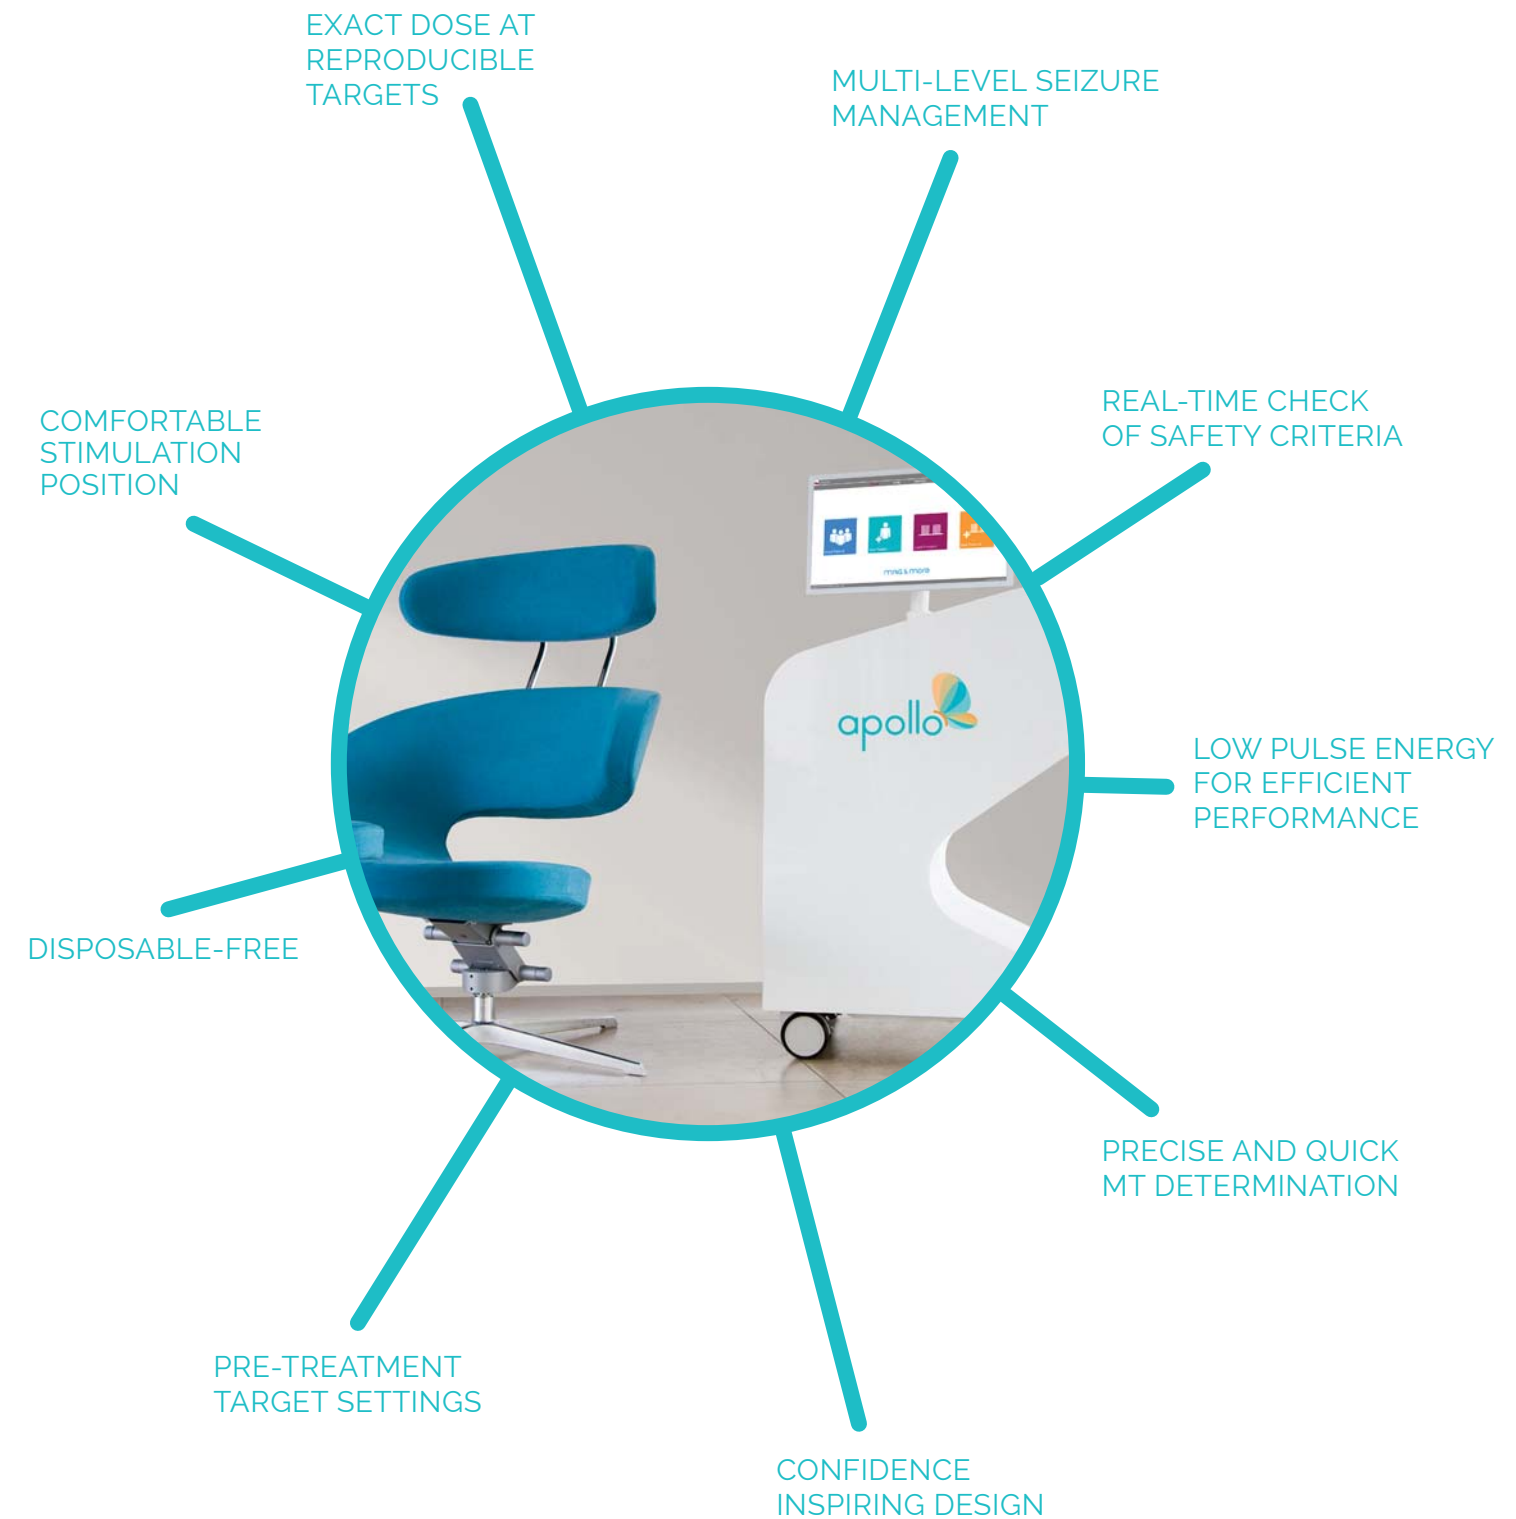 EXACT DOSE AT
REPRODUCIBLE
TARGETS
MULTI-LEVEL SEIZURE
MANAGEMENT
REAL-TIME CHECK
OF SAFETY CRITERIA
COMFORTABLE
STIMULATION
POSITION
mag & more
apollo
LOW PULSE ENERGY
FOR EFFICIENT
PERFORMANCE
DISPOSABLE-FREE
PRECISE AND QUICK
MT DETERMINATION
PRE-TREATMENT
TARGET SETTINGS
CONFIDENCE
INSPIRING DESIGN